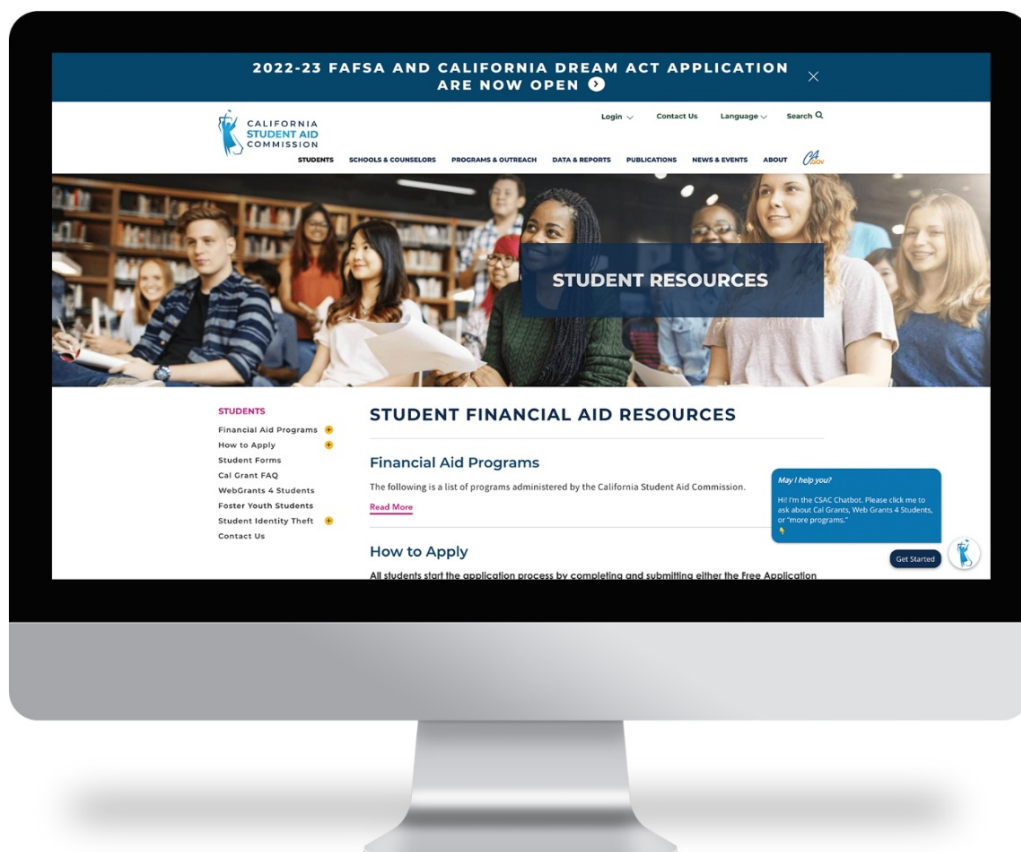 2022-23 FAFSA AND CALIFORNIA DREAM ACT APPLICATION
ARE NOW OPEN
CALIFORNIA
STUDENT AID
COMMISSION
Login
Contact Us
Language
Search
STUDENTS
SCHOOLS & COUNSELORS
PROGRAMS & OUTREACH
DATA & REPORTS
PUBLICATIONS
NEWS & EVENTS
ABOUT
CA
.GOV
STUDENT RESOURCES
STUDENTS
Financial Aid Programs
How to Apply
Student Forms
Cal Grant FAQ
WebGrants 4 Students
Foster Youth Students
Student Identity Theft
Contact Us
STUDENT FINANCIAL AID RESOURCES
Financial Aid Programs
The following is a list of programs administered by the California Student Aid Commission.
Read More
How to Apply
All students start the application process by completing and submitting either the Free Application
May I help you?
Hi! I'm the CSAC Chatbot. Please click me to
ask about Cal Grants, Web Grants 4 Students,
or "more programs."
Get Started